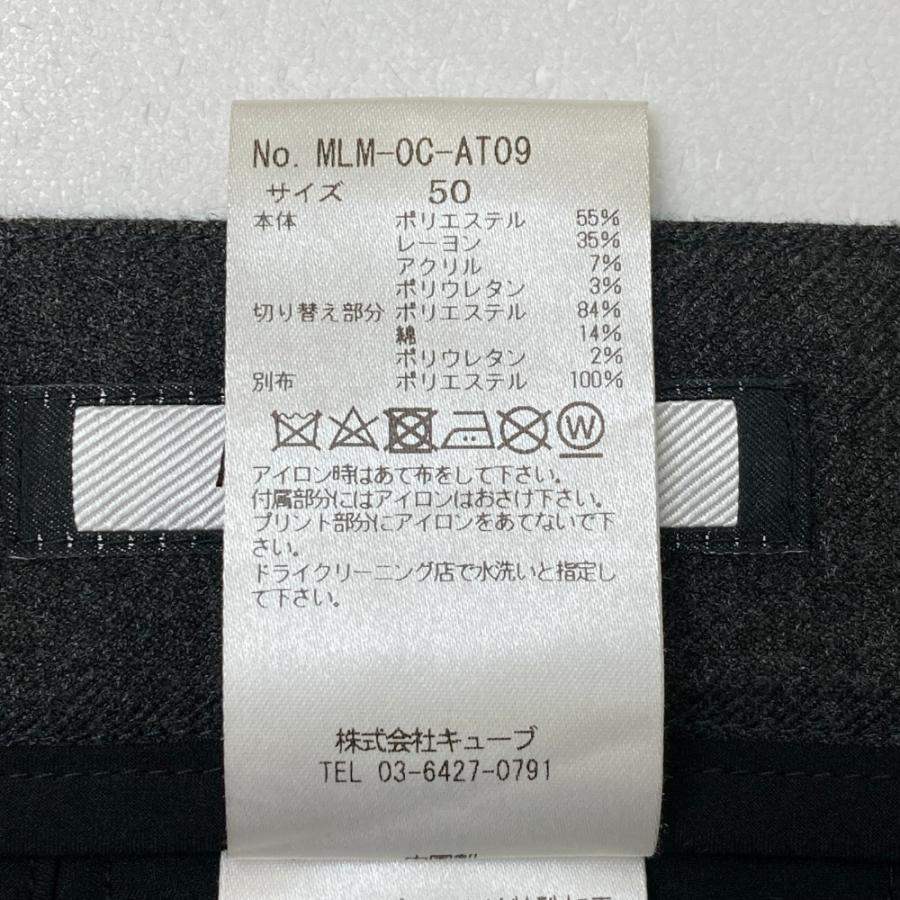 No. MLM-OC-AT09
サイズ 50
本体 ポリエステル 55%
レーヨン 35%
アクリル 7%
ポリウレタン 3%
切り替え部分 ポリエステル 84%
綿 14%
ポリウレタン 2%
別布 ポリエステル 100%
W
アイロン時はあて布をして下さい。
付属部分にはアイロンはおさけ下さい。
プリント部分にアイロンをあてないで下
さい。
ドライクリーニング店で水洗いと指定し
て下さい。
株式会社キューブ
TEL 03-6427-0791